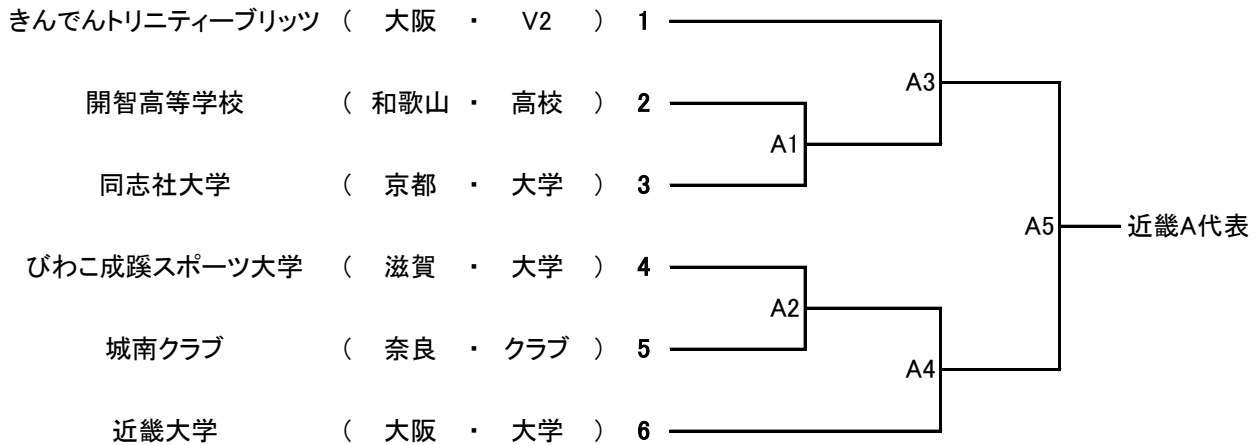 きんでんトリニティーブリッツ ( 大阪 ・ V2 ) 1
A3
開智高等学校 ( 和歌山 ・ 高校 ) 2
A1
同志社大学 ( 京都 ・ 大学 ) 3
A5 近畿A代表
びわこ成蹊スポーツ大学 ( 滋賀 ・ 大学 ) 4
A2
城南クラブ ( 奈良 ・ クラブ ) 5
A4
近畿大学 ( 大阪 ・ 大学 ) 6